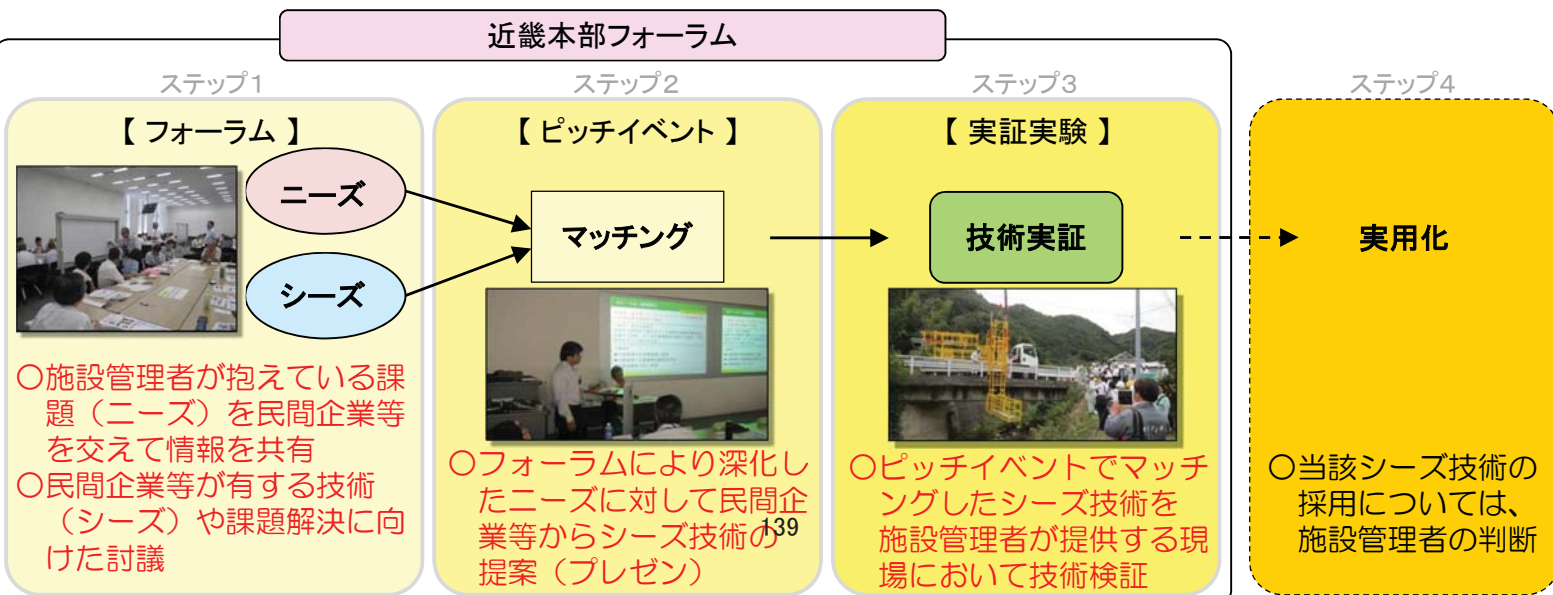 近畿本部フォーラム
ステップ1
【 フォーラム 】
ニーズ
シーズ
〇施設管理者が抱えている課
題（ニーズ）を民間企業等
を交えて情報を共有
〇民間企業等が有する技術
（シーズ）や課題解決に向
けた討議
ステップ2
【 ピッチイベント 】
マッチング
〇フォーラムにより深化し
たニーズに対して民間企
業等からシーズ技術の
提案（プレゼン）
139
ステップ3
【 実証実験 】
技術実証
〇ピッチイベントでマッチ
ングしたシーズ技術を
施設管理者が提供する現
場において技術検証
ステップ4
実用化
〇当該シーズ技術の
採用については、
施設管理者の判断